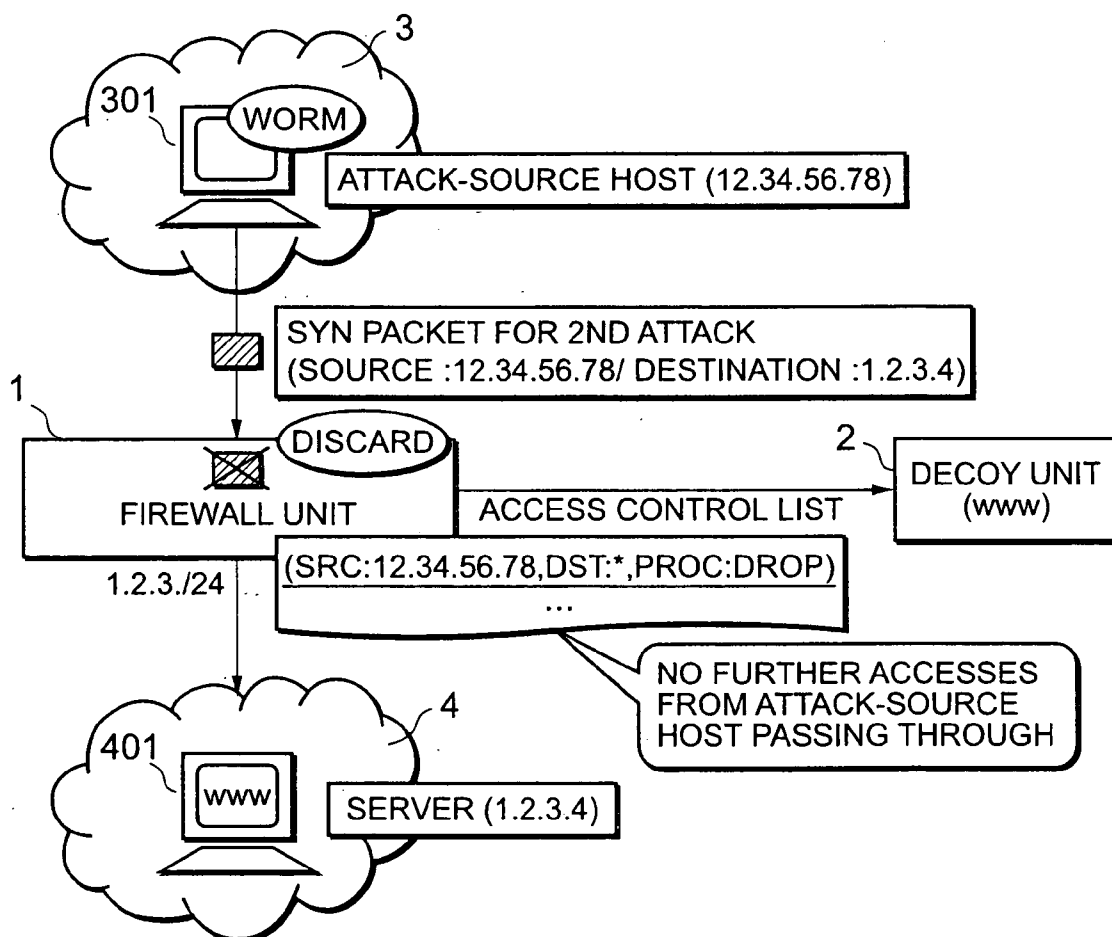 3
301
WORM
ATTACK-SOURCE HOST (12.34.56.78)
SYN PACKET FOR 2ND ATTACK
(SOURCE :12.34.56.78/ DESTINATION :1.2.3.4)
1
DISCARD
2
DECOY UNIT
(WWW)
FIREWALL UNIT
ACCESS CONTROL LIST
1.2.3./24
(SRC:12.34.56.78,DST:*,PROC:DROP)
...
NO FURTHER ACCESSES
FROM ATTACK-SOURCE
HOST PASSING THROUGH
4
401
WWW
SERVER (1.2.3.4)